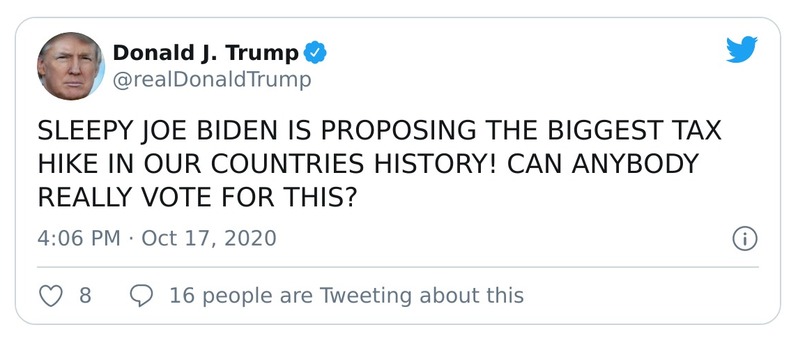 Donald J. Trump
@realDonaldTrump
SLEEPY JOE BIDEN IS PROPOSING THE BIGGEST TAX
HIKE IN OUR COUNTRIES HISTORY! CAN ANYBODY
REALLY VOTE FOR THIS?
4:06 PM · Oct 17, 2020
8 16 people are Tweeting about this